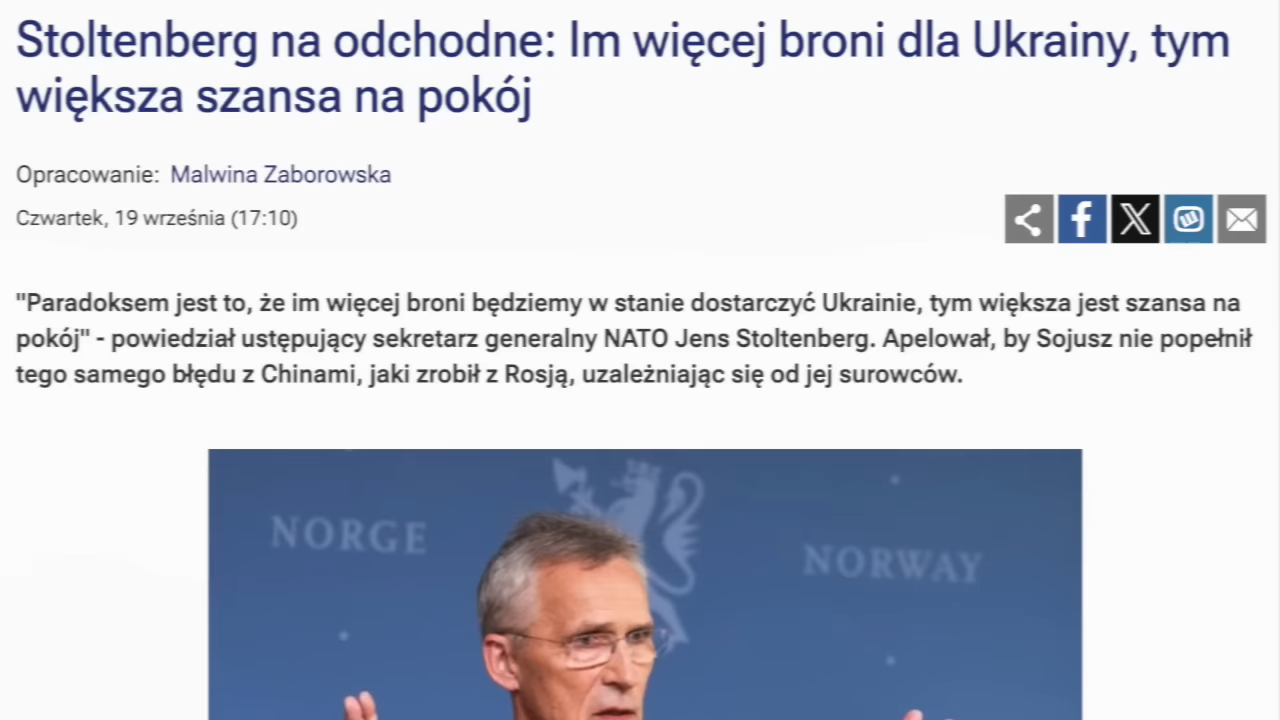 Stoltenberg na odchodne: Im więcej broni dla Ukrainy, tym
większa szansa na pokój
Opracowanie: Malwina Zaborowska
Czwartek, 19 września (17:10)
"Paradoksem jest to, że im więcej broni będziemy w stanie dostarczyć Ukrainie, tym większa jest szansa na
pokój" - powiedział ustępujący sekretarz generalny NATO Jens Stoltenberg. Apelował, by Sojusz nie popełnił
tego samego błędu z Chinami, jaki zrobił z Rosją, uzależniając się od jej surowców.
NORGE
NORWAY